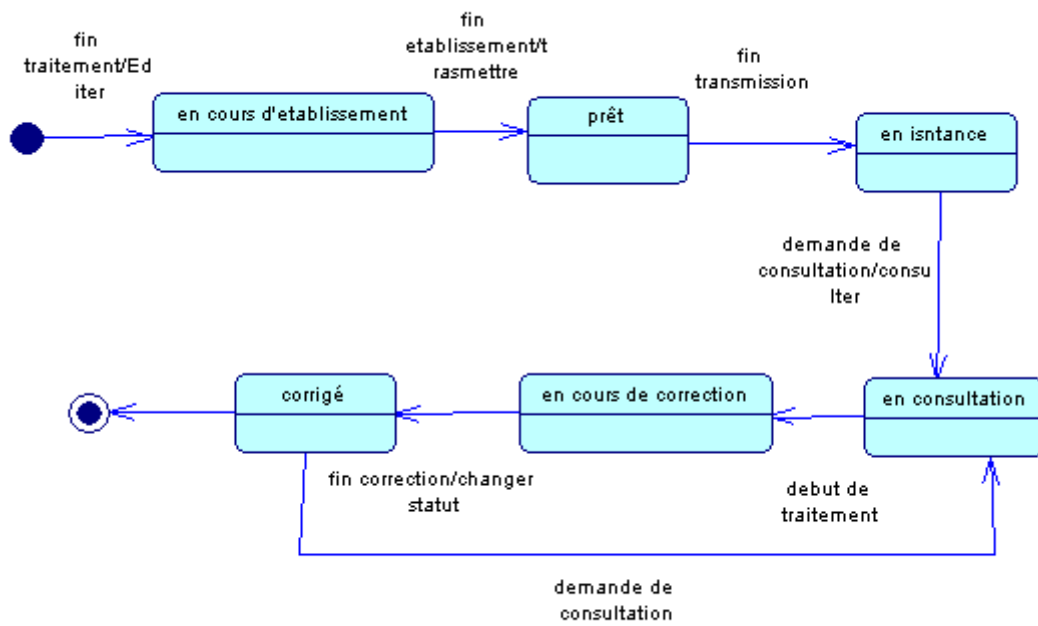 fin
traitement/Ed
iter
fin
etablissement/t
rasmettre
fin
transmission
en cours d'etablissement
prêt
en isntance
demande de
consultation/consu
lter
corrigé
en cours de correction
en consultation
fin correction/changer
statut
debut de
traitement
demande de
consultation